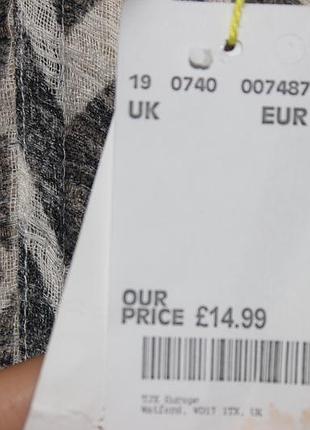 19 0740 007487
UK EUR
OUR
PRICE £14.99
TJX Europe
Watford, WD17 1TX, UK